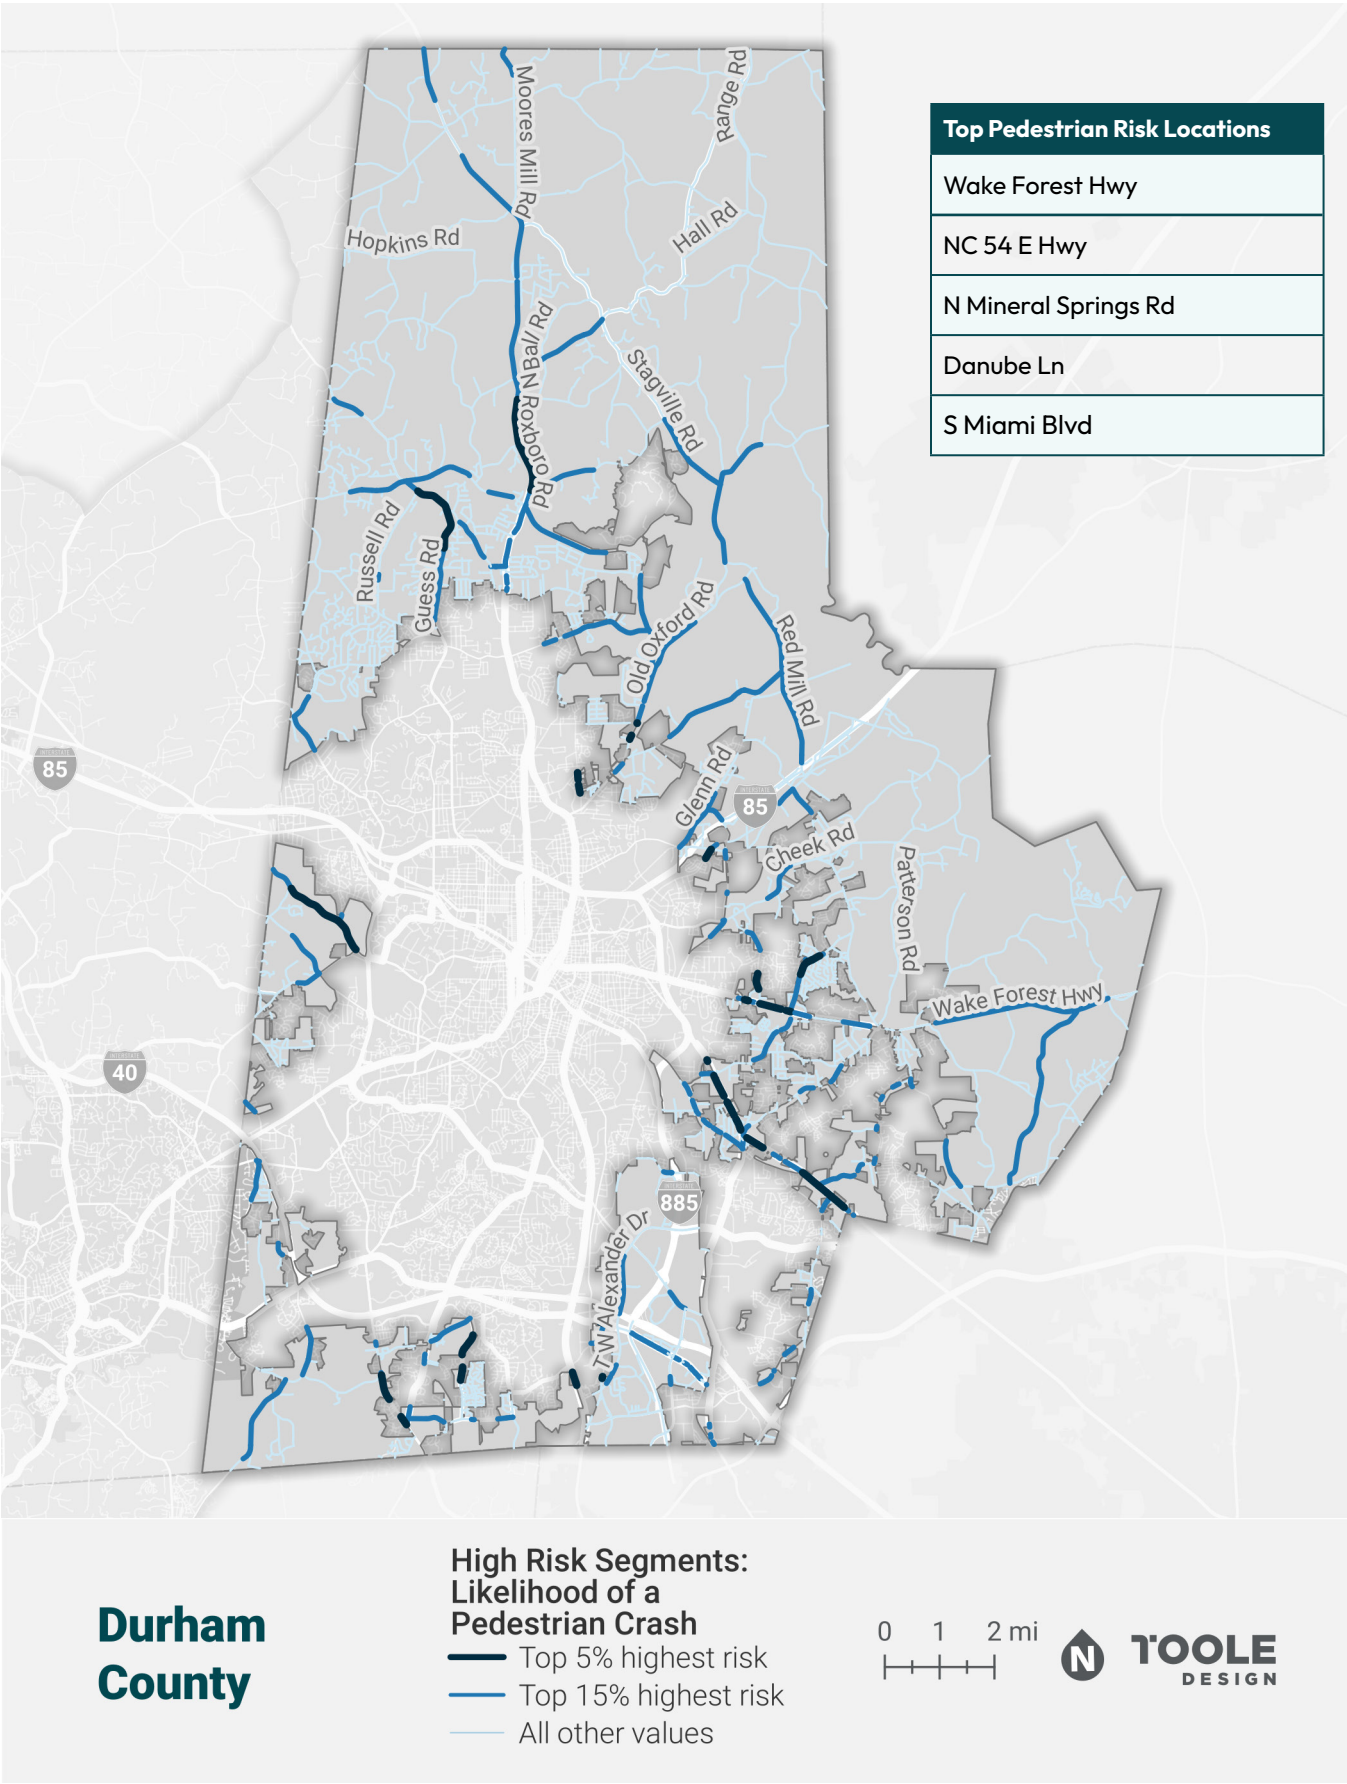 Moores Mill Rd
Range Rd
Top Pedestrian Risk Locations
Wake Forest Hwy
NC 54 E Hwy
N Mineral Springs Rd
Danube Ln
S Miami Blvd
Hopkins Rd
Hall Rd
Ball Rd
N Roxboro Rd
Stagville Rd
Russell Rd
Guess Rd
Old Oxford Rd
Red Mill Rd
INTERSTATE
85
Glenn Rd
INTERSTATE
85
Cheek Rd
Patterson Rd
Wake Forest Hwy
INTERSTATE
40
INTERSTATE
885
T W Alexander Dr
Durham
County
High Risk Segments:
Likelihood of a
Pedestrian Crash
Top 5% highest risk
Top 15% highest risk
All other values
0 1 2 mi
N
TOOLE
DESIGN